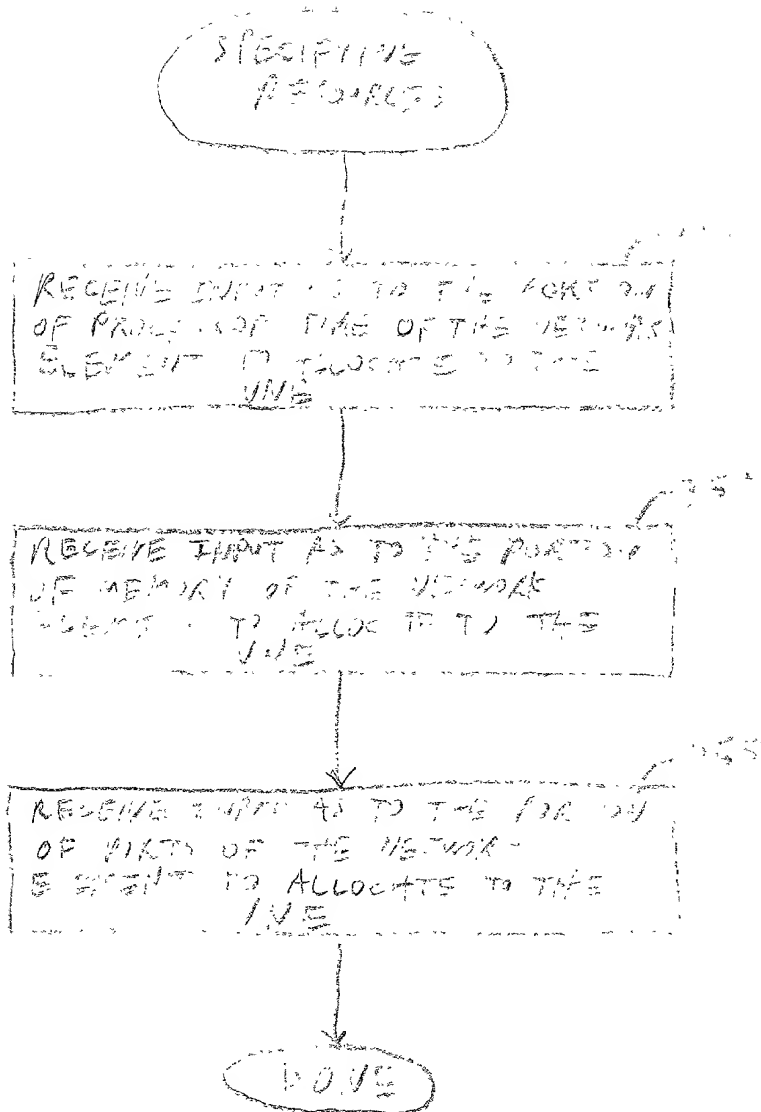 SPECIFYING
RESOURCES
RECEIVE INPUT AS TO THE PORTION
OF PROCESSOR TIME OF THE NETWORK
ELEMENT TO ALLOCATE TO THE
VNE
RECEIVE INPUT AS TO THE PORTION
OF MEMORY OF THE NETWORK
ELEMENT TO ALLOCATE TO THE
VNE
RECEIVE INPUT AS TO THE PORTION
OF PORTS OF THE NETWORK
ELEMENT TO ALLOCATE TO THE
VNE
DONE